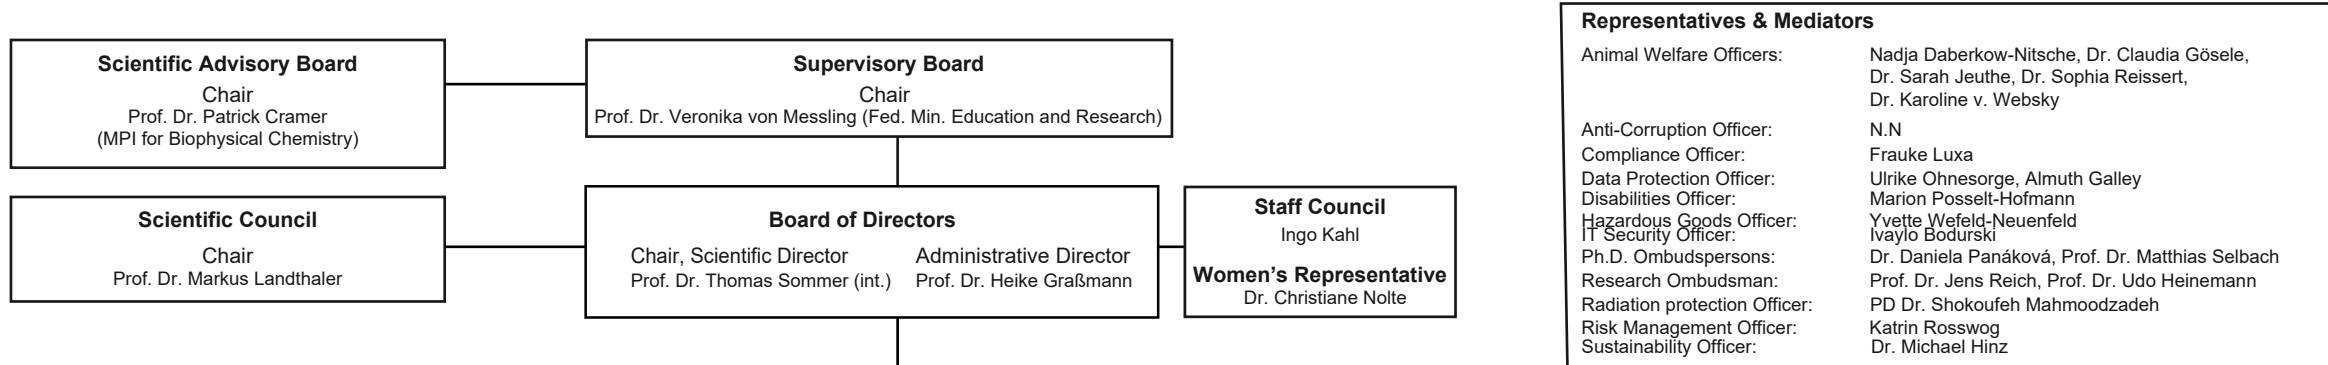 Scientific Advisory Board
Chair
Prof. Dr. Patrick Cramer
(MPI for Biophysical Chemistry)
Supervisory Board
Chair
Prof. Dr. Veronika von Messling (Fed. Min. Education and Research)
Scientific Council
Chair
Prof. Dr. Markus Landthaler
Board of Directors
Chair, Scientific Director Administrative Director
Prof. Dr. Thomas Sommer (int.) Prof. Dr. Heike Graßmann
Staff Council
Ingo Kahl
Women's Representative
Dr. Christiane Nolte
Representatives & Mediators
Animal Welfare Officers: Nadja Daberkow-Nitsche, Dr. Claudia Gösele,
Dr. Sarah Jeuthe, Dr. Sophia Reissert,
Dr. Karoline v. Websky
Anti-Corruption Officer: N.N
Compliance Officer: Frauke Luxa
Data Protection Officer: Ulrike Ohnesorge, Almuth Galley
Disabilities Officer: Marion Posselt-Hofmann
Hazardous Goods Officer: Yvette Wefeld-Neuenfeld
IT Security Officer: Ivaylo Bodurski
Ph.D. Ombudspersons: Dr. Daniela Panáková, Prof. Dr. Matthias Selbach
Research Ombudsman: Prof. Dr. Jens Reich, Prof. Dr. Udo Heinemann
Radiation protection Officer: PD Dr. Shokoufeh Mahmoodzadeh
Risk Management Officer: Katrin Rosswog
Sustainability Officer: Dr. Michael Hinz